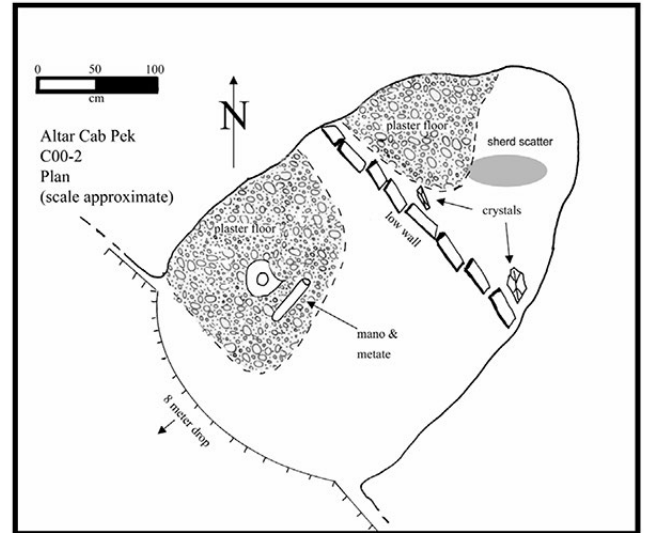 0 50 100
cm
N
Altar Cab Pek
C00-2
Plan
(scale approximate)
plaster floor
sherd scatter
crystals
low wall
plaster floor
mano &
metate
8 meter drop